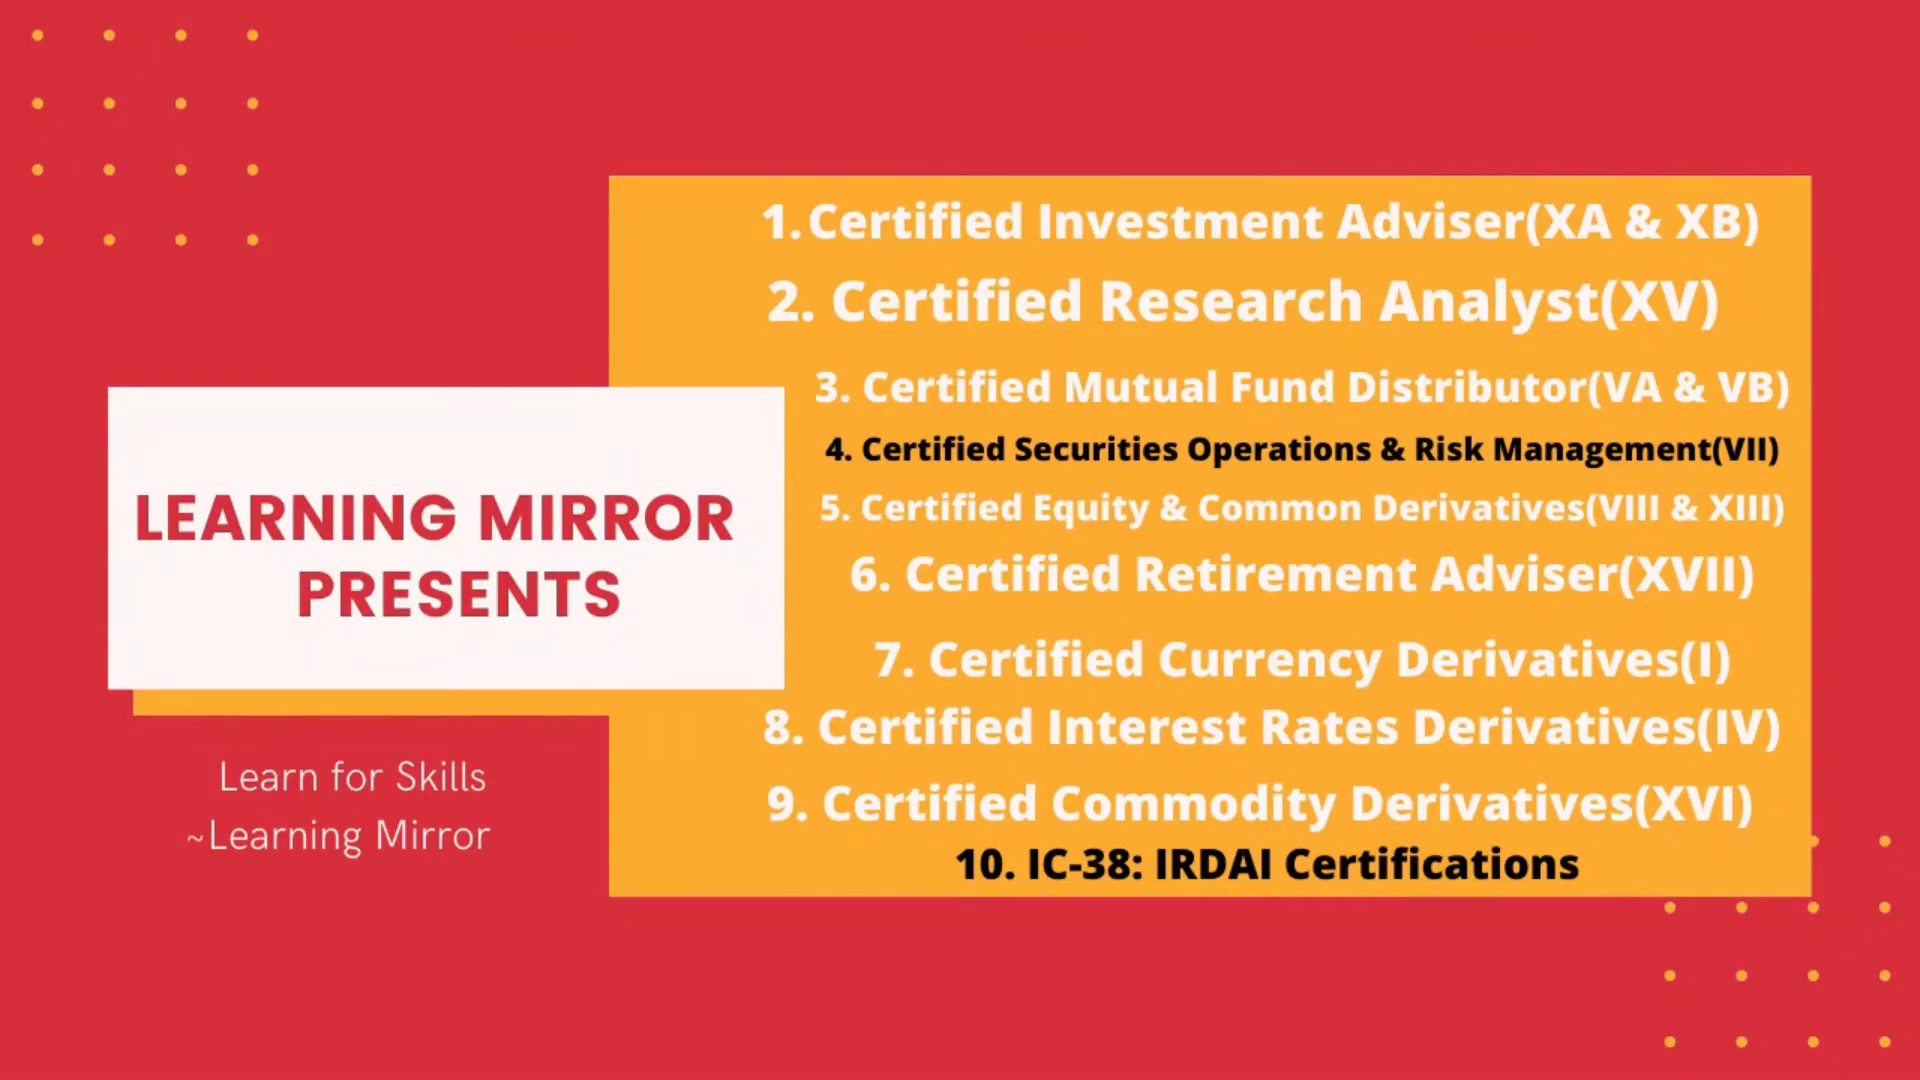 LEARNING MIRROR
PRESENTS
Learn for Skills
~Learning Mirror
1. Certified Investment Adviser(XA & XB)
2. Certified Research Analyst(XV)
3. Certified Mutual Fund Distributor(VA & VB)
4. Certified Securities Operations & Risk Management(VII)
5. Certified Equity & Common Derivatives(VIII & XIII)
6. Certified Retirement Adviser(XVII)
7. Certified Currency Derivatives(I)
8. Certified Interest Rates Derivatives(IV)
9. Certified Commodity Derivatives(XVI)
10. IC-38: IRDAI Certifications